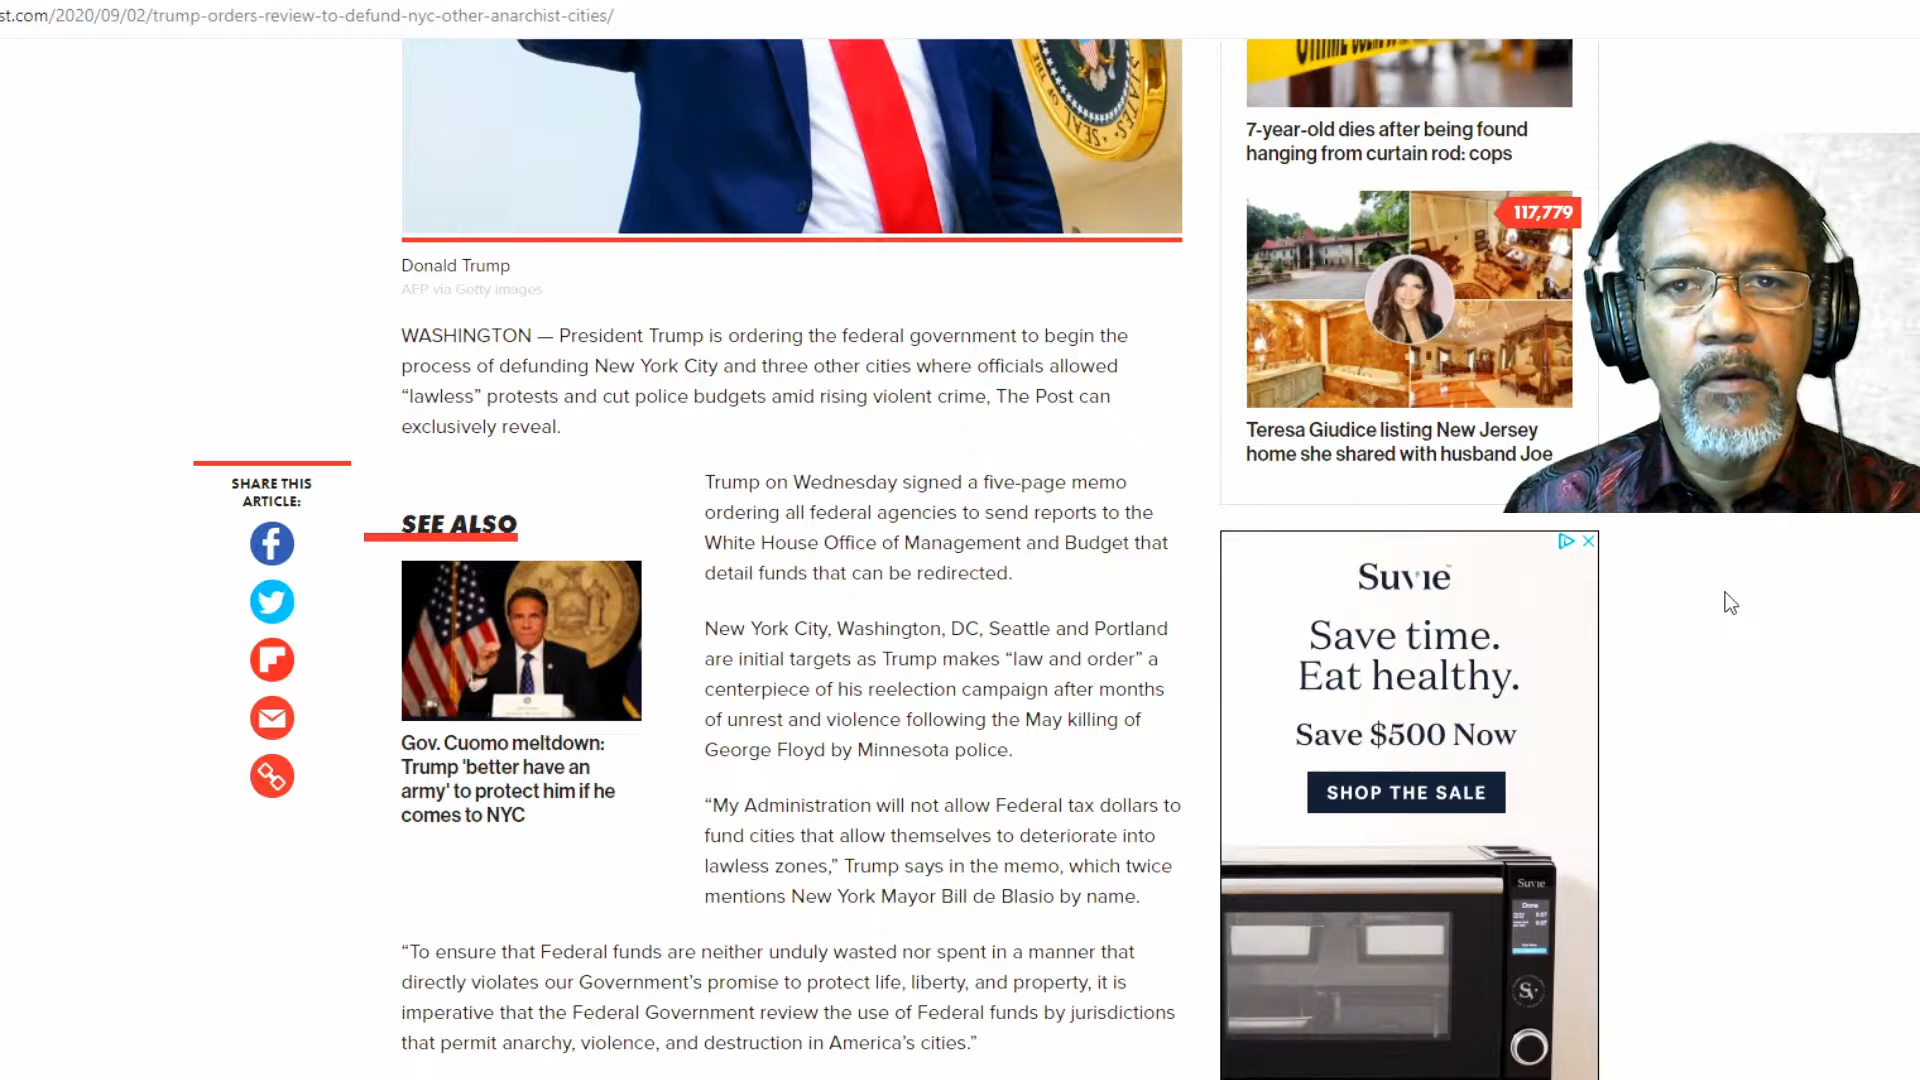 st.com/2020/09/02/trump-orders-review-to-defund-nyc-other-anarchist-cities/
SEAL OF THE
STATES
Donald Trump
AFP via Getty Images
WASHINGTON — President Trump is ordering the federal government to begin the
process of defunding New York City and three other cities where officials allowed
“lawless” protests and cut police budgets amid rising violent crime, The Post can
exclusively reveal.
SHARE THIS
ARTICLE:
SEE ALSO
Gov. Cuomo meltdown:
Trump 'better have an
army' to protect him if he
comes to NYC
Trump on Wednesday signed a five-page memo
ordering all federal agencies to send reports to the
White House Office of Management and Budget that
detail funds that can be redirected.
New York City, Washington, DC, Seattle and Portland
are initial targets as Trump makes “law and order” a
centerpiece of his reelection campaign after months
of unrest and violence following the May killing of
George Floyd by Minnesota police.
“My Administration will not allow Federal tax dollars to
fund cities that allow themselves to deteriorate into
lawless zones,” Trump says in the memo, which twice
mentions New York Mayor Bill de Blasio by name.
“To ensure that Federal funds are neither unduly wasted nor spent in a manner that
directly violates our Government’s promise to protect life, liberty, and property, it is
imperative that the Federal Government review the use of Federal funds by jurisdictions
that permit anarchy, violence, and destruction in America’s cities.”
7-year-old dies after being found
hanging from curtain rod: cops
117,779
Teresa Giudice listing New Jersey
home she shared with husband Joe
Suvie
Save time.
Eat healthy.
Save $500 Now
SHOP THE SALE
Suvie
Done